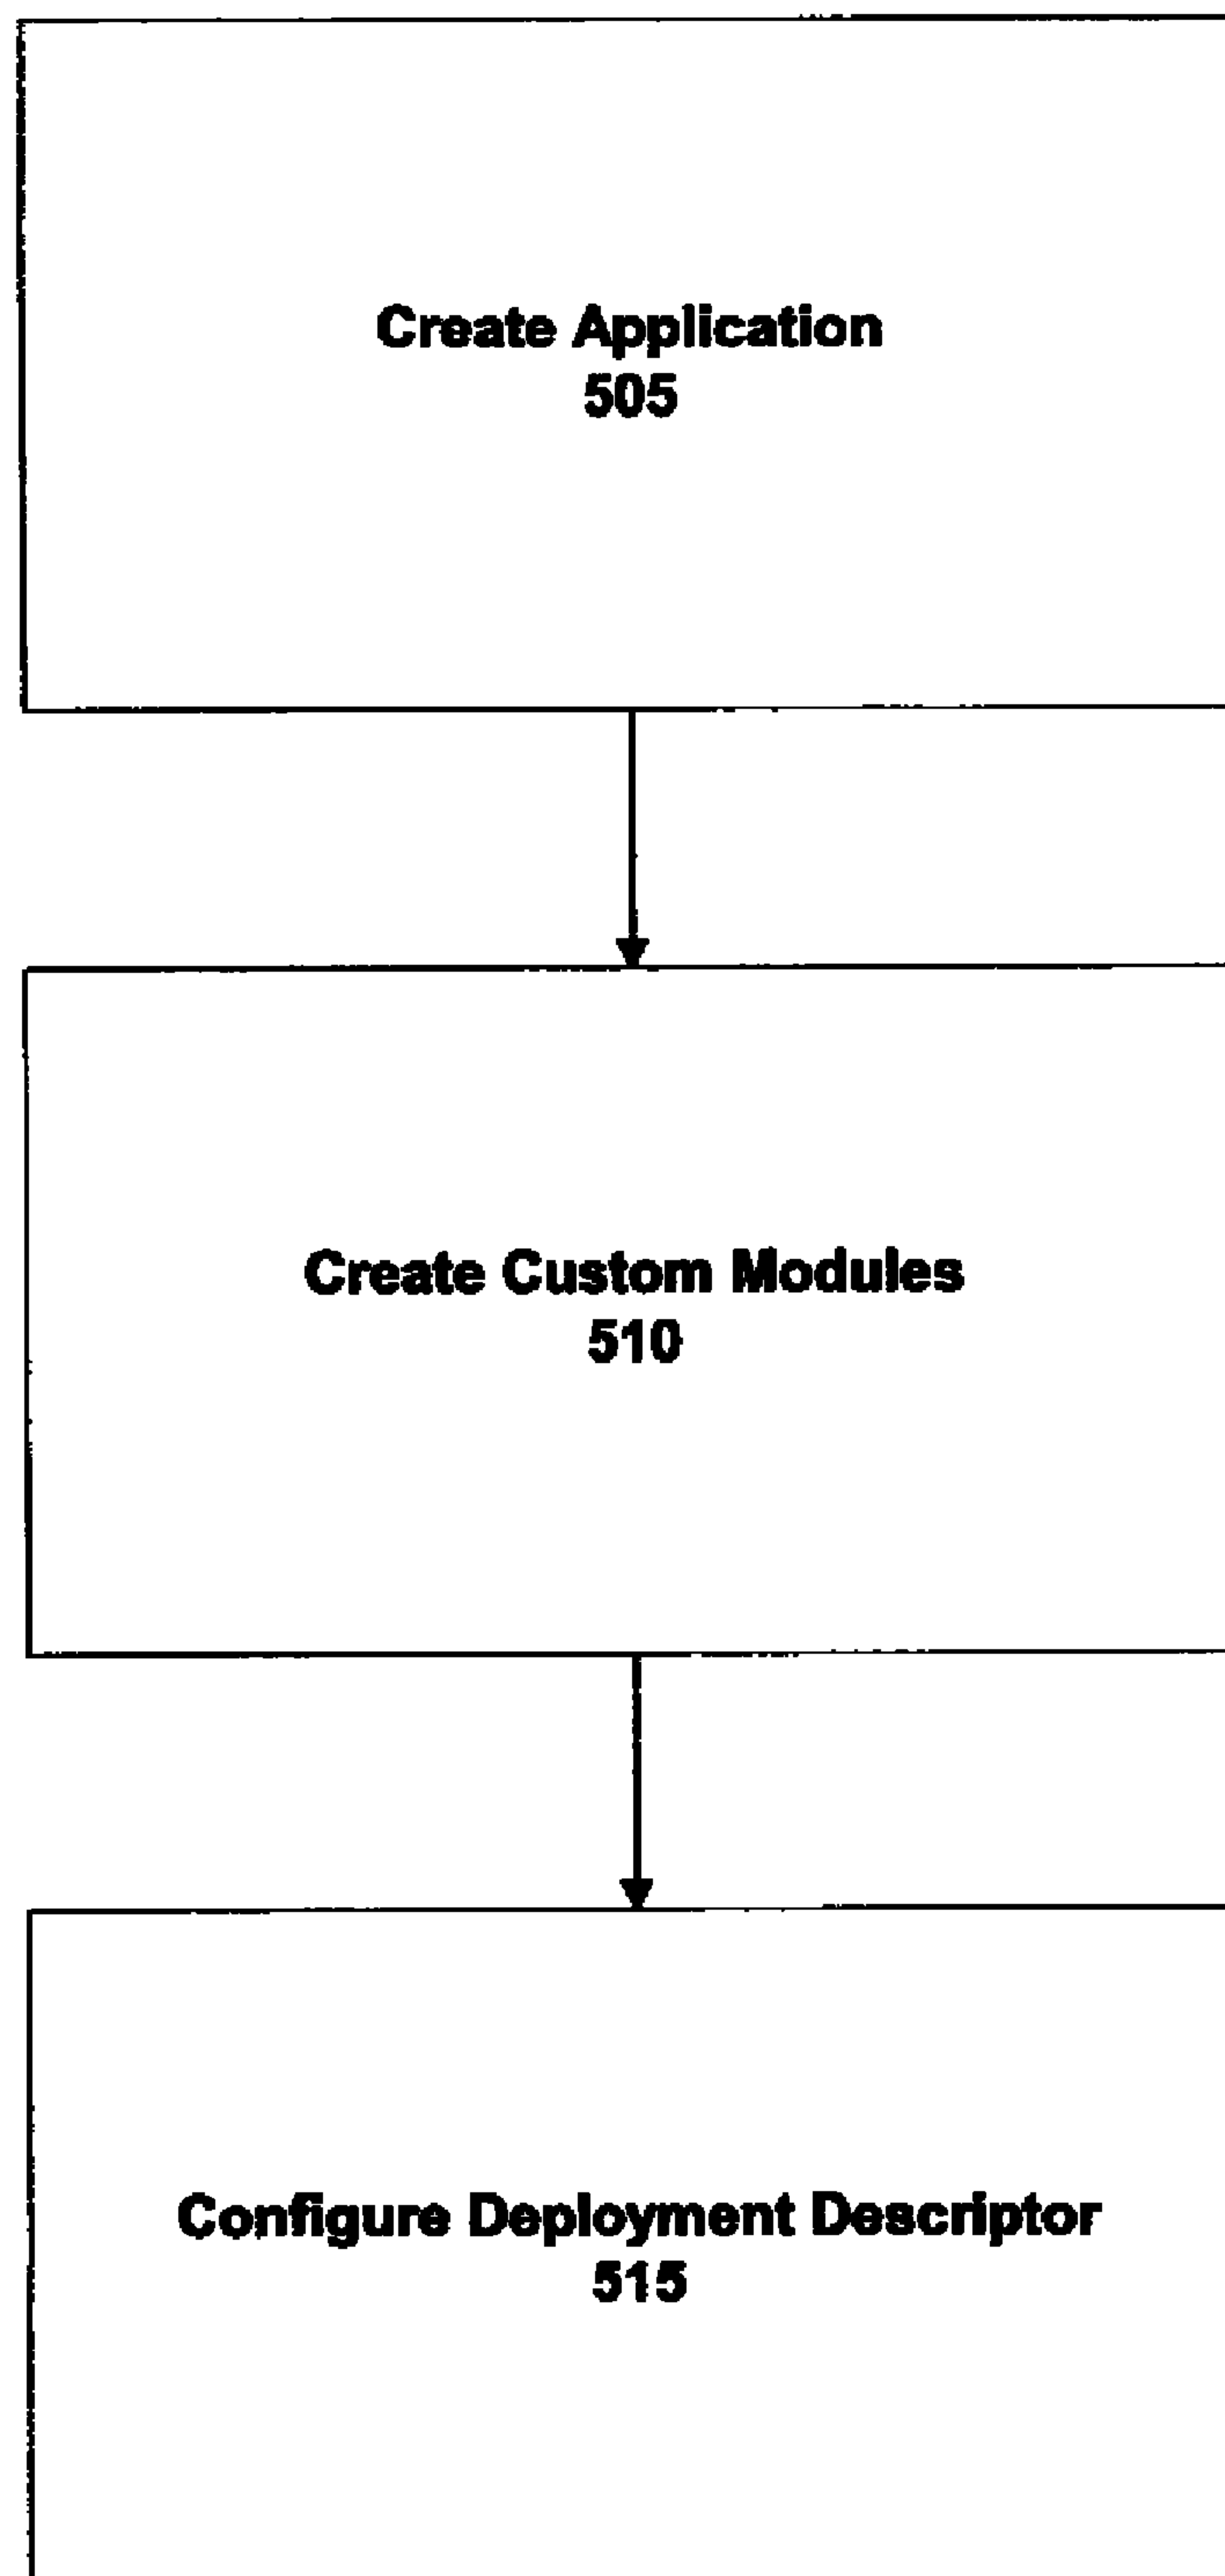 Create Application
505
Create Custom Modules
510
Configure Deployment Descriptor
515